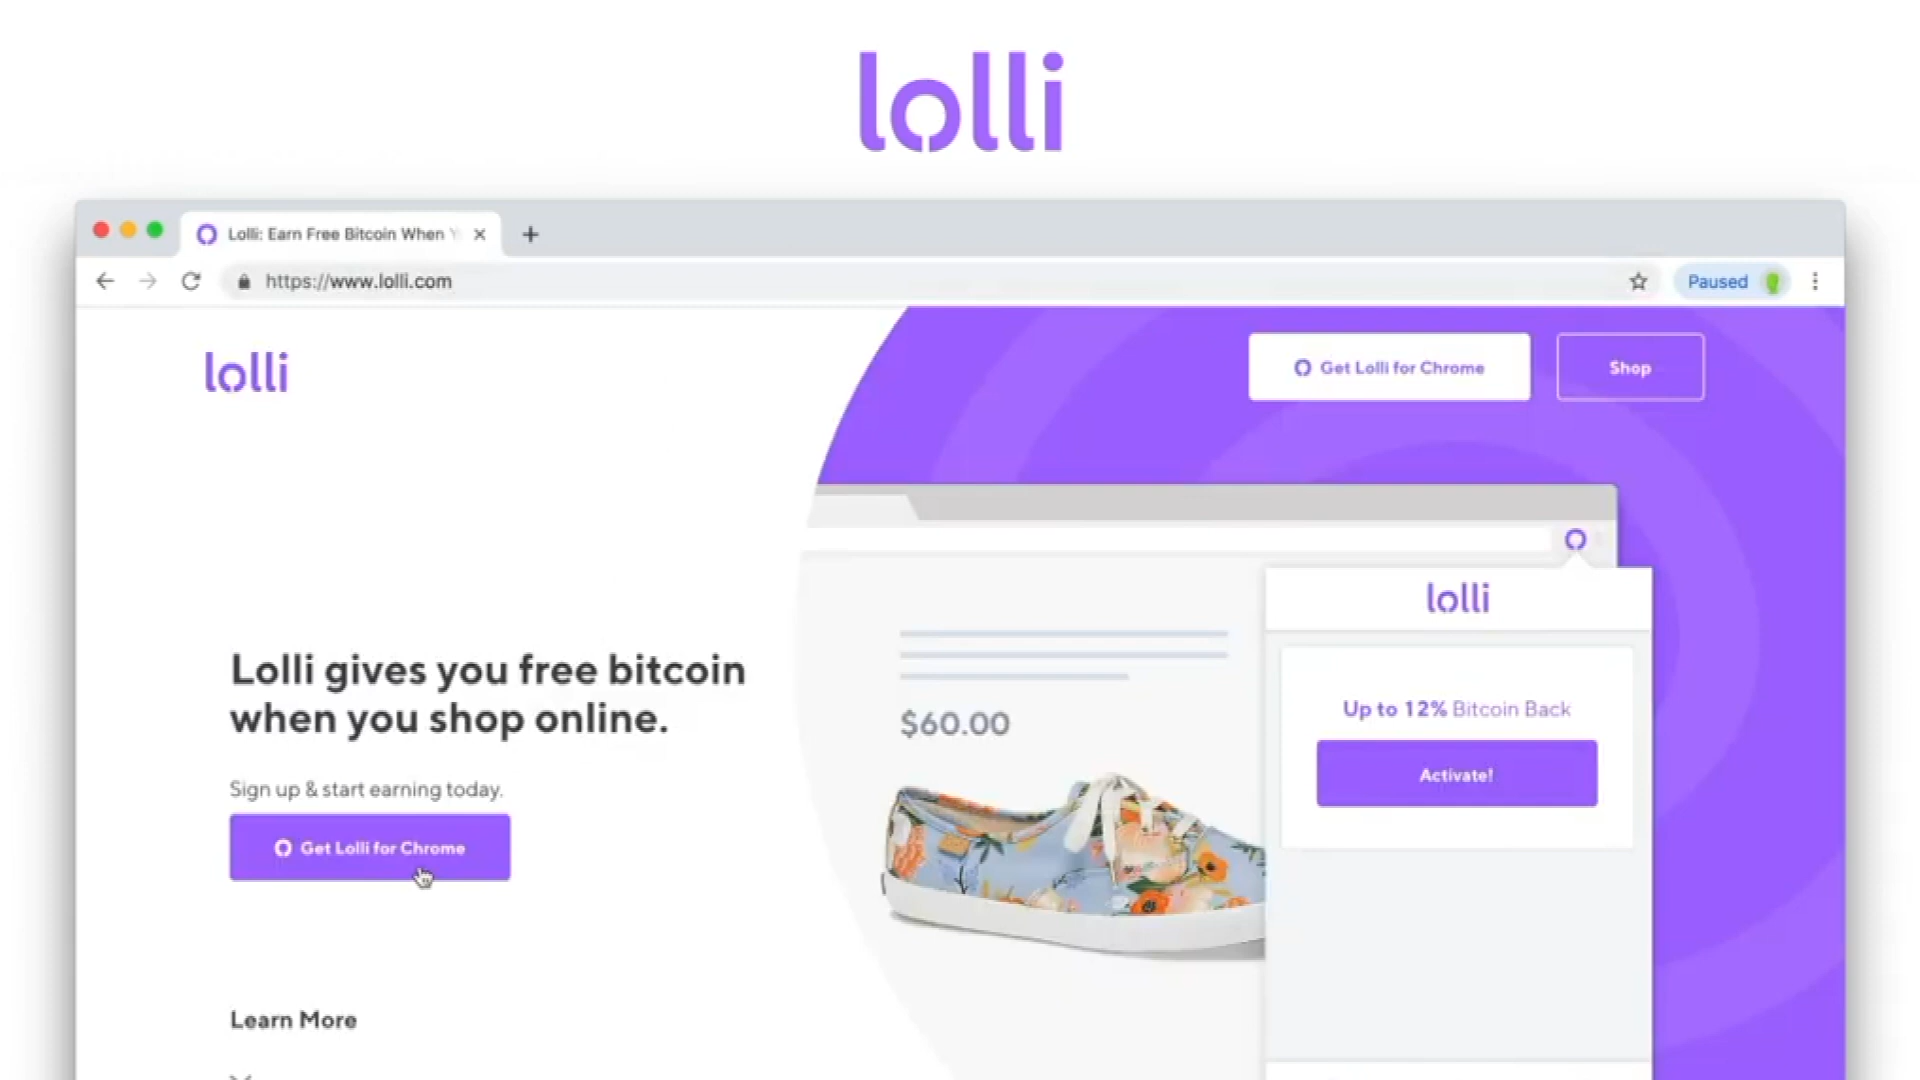 lolli
Lolli: Earn Free Bitcoin When Y
https://www.lolli.com
Paused
lolli
Get Lolli for Chrome
Shop
lolli
Lolli gives you free bitcoin
when you shop online.
Sign up & start earning today.
Get Lolli for Chrome
$60.00
Up to 12% Bitcoin Back
Activate!
Learn More